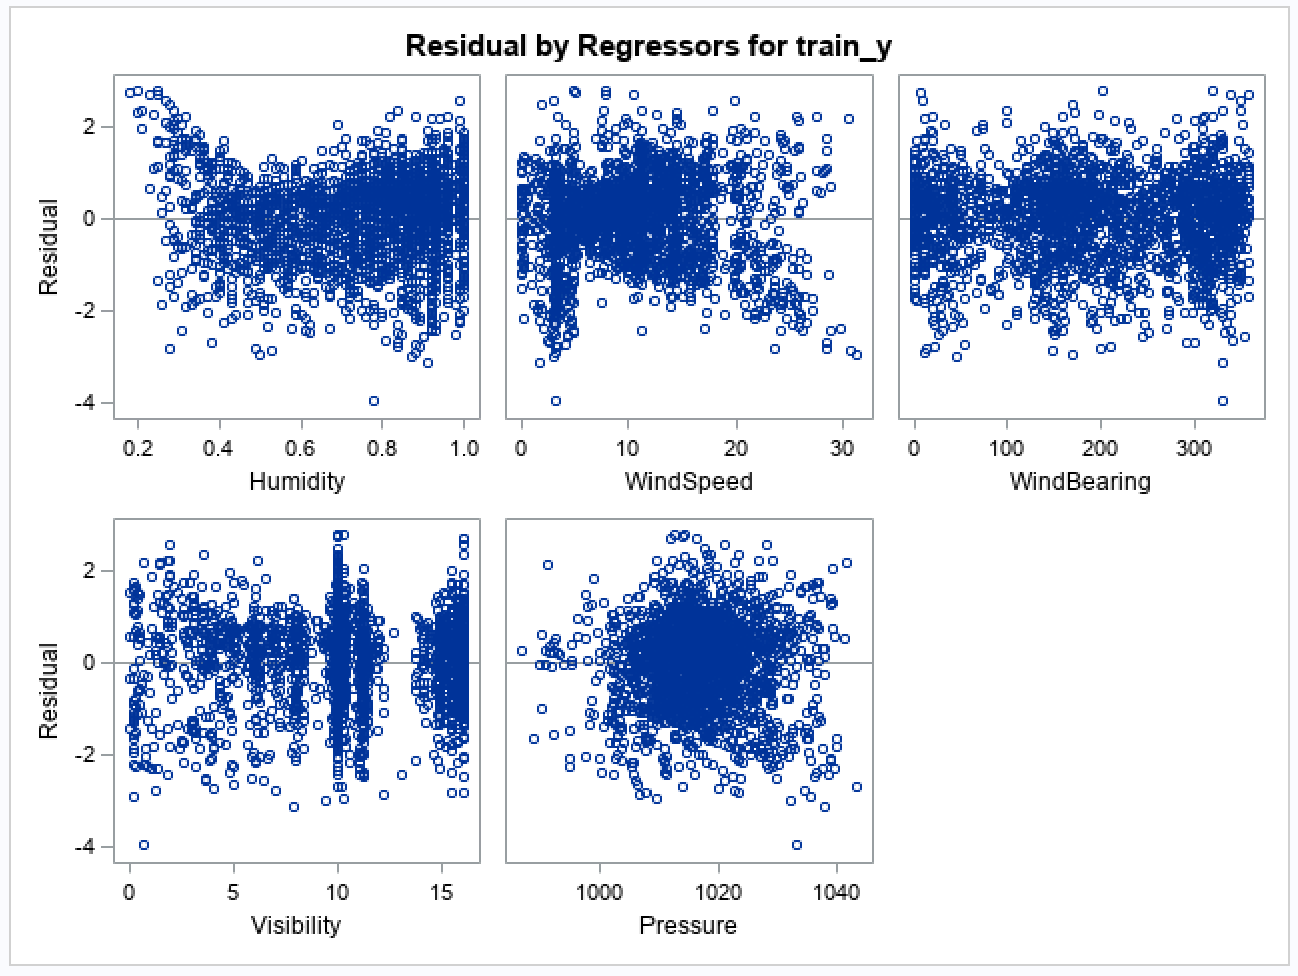 Residual by Regressors for train_y
Residual
2
0
-2
-4
0.2 0.4 0.6 0.8 1.0
Humidity
0 10 20 30
WindSpeed
0 100 200 300
WindBearing
Residual
2
0
-2
-4
0 5 10 15
Visibility
1000 1020 1040
Pressure